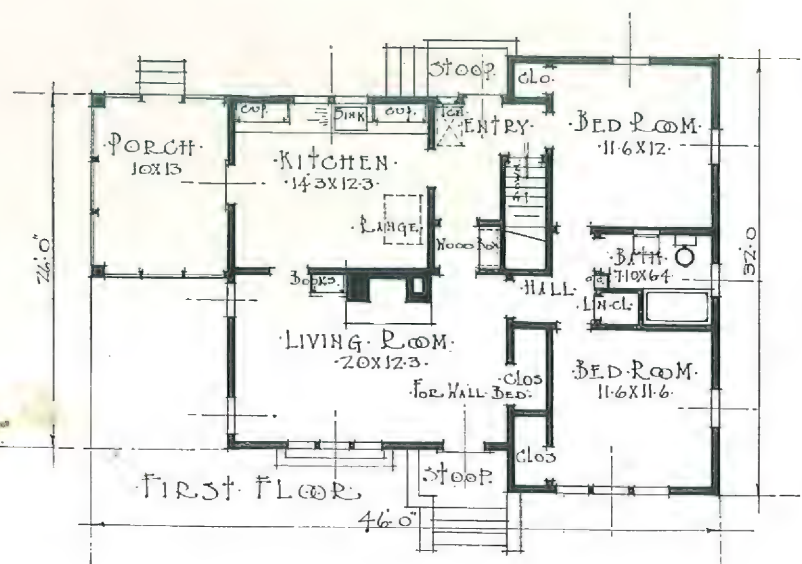 STOOP.
CLO.
PORCH
10X13
CUP.
SINK
CUP.
ENTRY.
BED ROOM.
11·6X12·
·KITCHEN·
·14·3X12·3·
RANGE
WOOD BOX
·BATH·
7·10X6·4
HALL
LIN·CL·
BOOKS
·LIVING· ROOM·
·20X12·3·
FOR WALL BED·
CLOS
·BED·ROOM·
11·6X11·6·
CLOS
STOOP.
·FIRST· FLOOR·
26'·0"
32'·0
46'·0"